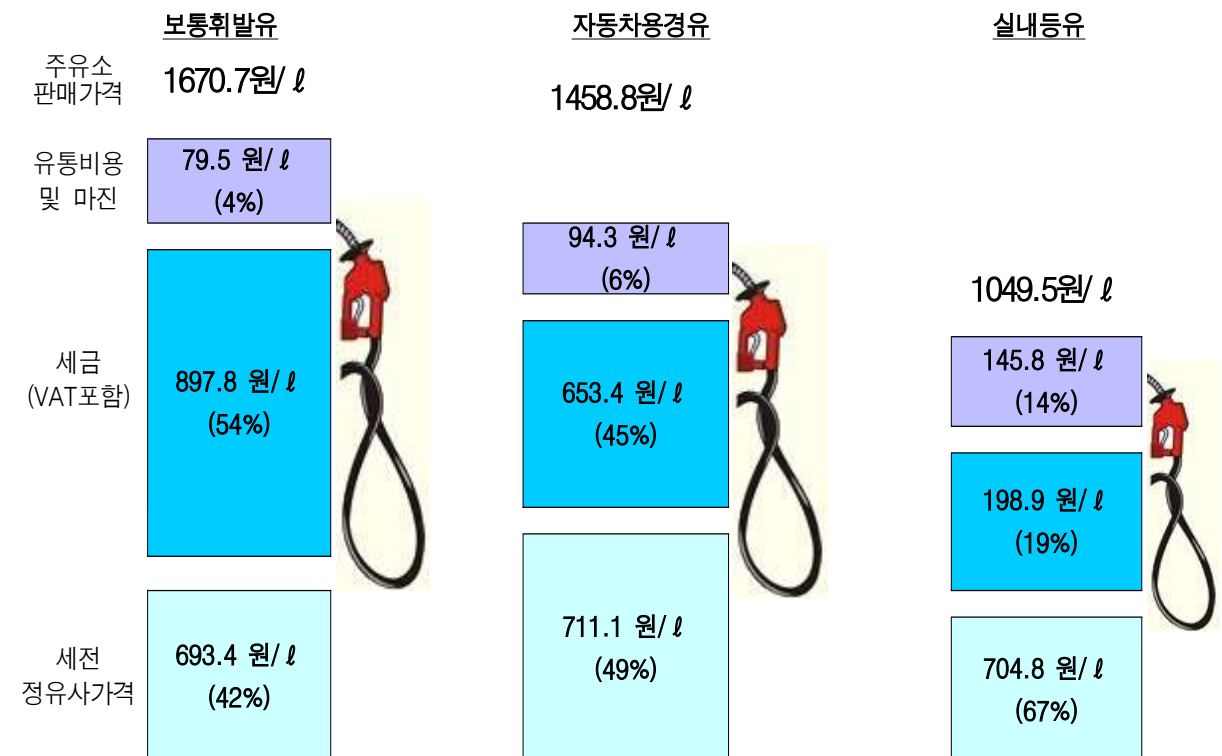 보통휘발유 자동차용경유 실내등유
주유소
판매가격
1670.7원/ ℓ
1458.8원/ ℓ
유통비용
및 마진
79.5 원/ ℓ
(4%)
94.3 원/ ℓ
(6%)
1049.5원/ ℓ
세금
(VAT포함)
897.8 원/ ℓ
(54%)
653.4 원/ ℓ
(45%)
145.8 원/ ℓ
(14%)
198.9 원/ ℓ
(19%)
세전
정유사가격
693.4 원/ ℓ
(42%)
711.1 원/ ℓ
(49%)
704.8 원/ ℓ
(67%)